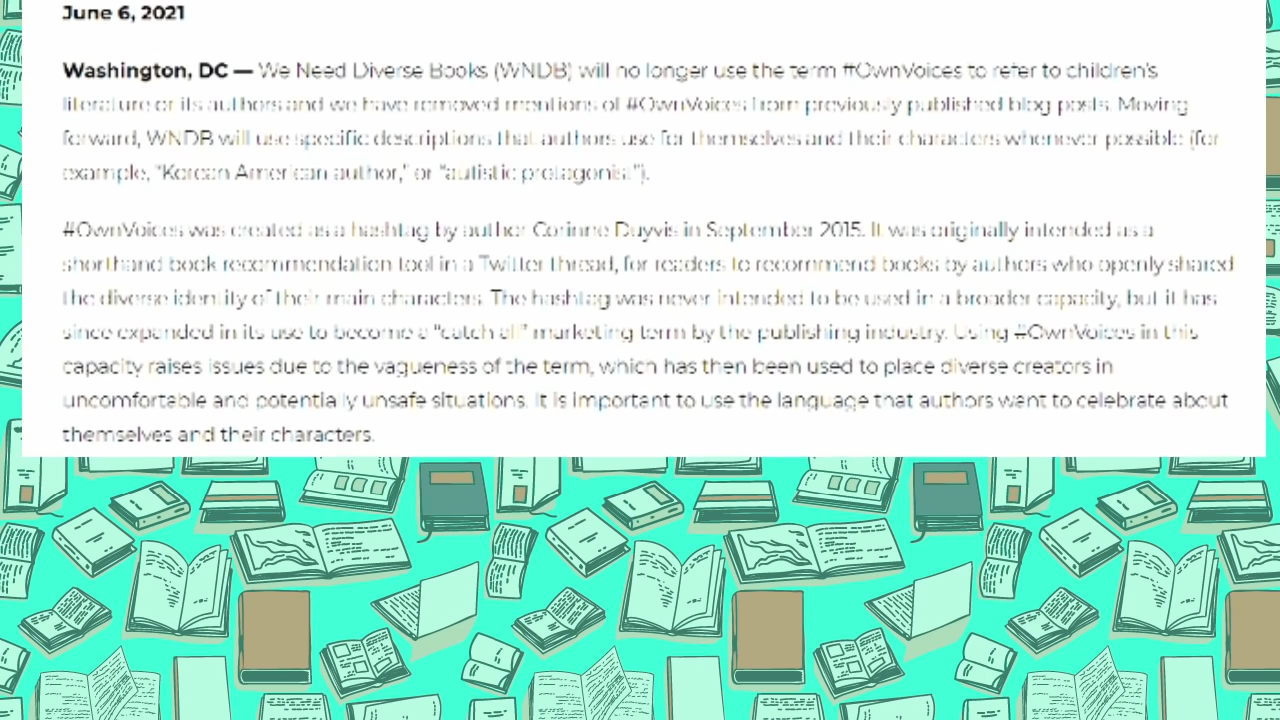 June 6, 2021
Washington, DC — We Need Diverse Books (WNDB) will no longer use the term #OwnVoices to refer to children's
literature or its authors and we have removed mentions of #OwnVoices from previously published blog posts. Moving
forward, WNDB will use specific descriptions that authors use for themselves and their characters whenever possible (for
example, "Korean American author," or "autistic protagonist").
#OwnVoices was created as a hashtag by author Corinne Duyvis in September 2015. It was originally intended as a
shorthand book recommendation tool in a Twitter thread, for readers to recommend books by authors who openly shared
the diverse identity of their main characters. The hashtag was never intended to be used in a broader capacity, but it has
since expanded in its use to become a "catch all" marketing term by the publishing industry. Using #OwnVoices in this
capacity raises issues due to the vagueness of the term, which has then been used to place diverse creators in
uncomfortable and potentially unsafe situations. It is important to use the language that authors want to celebrate about
themselves and their characters.